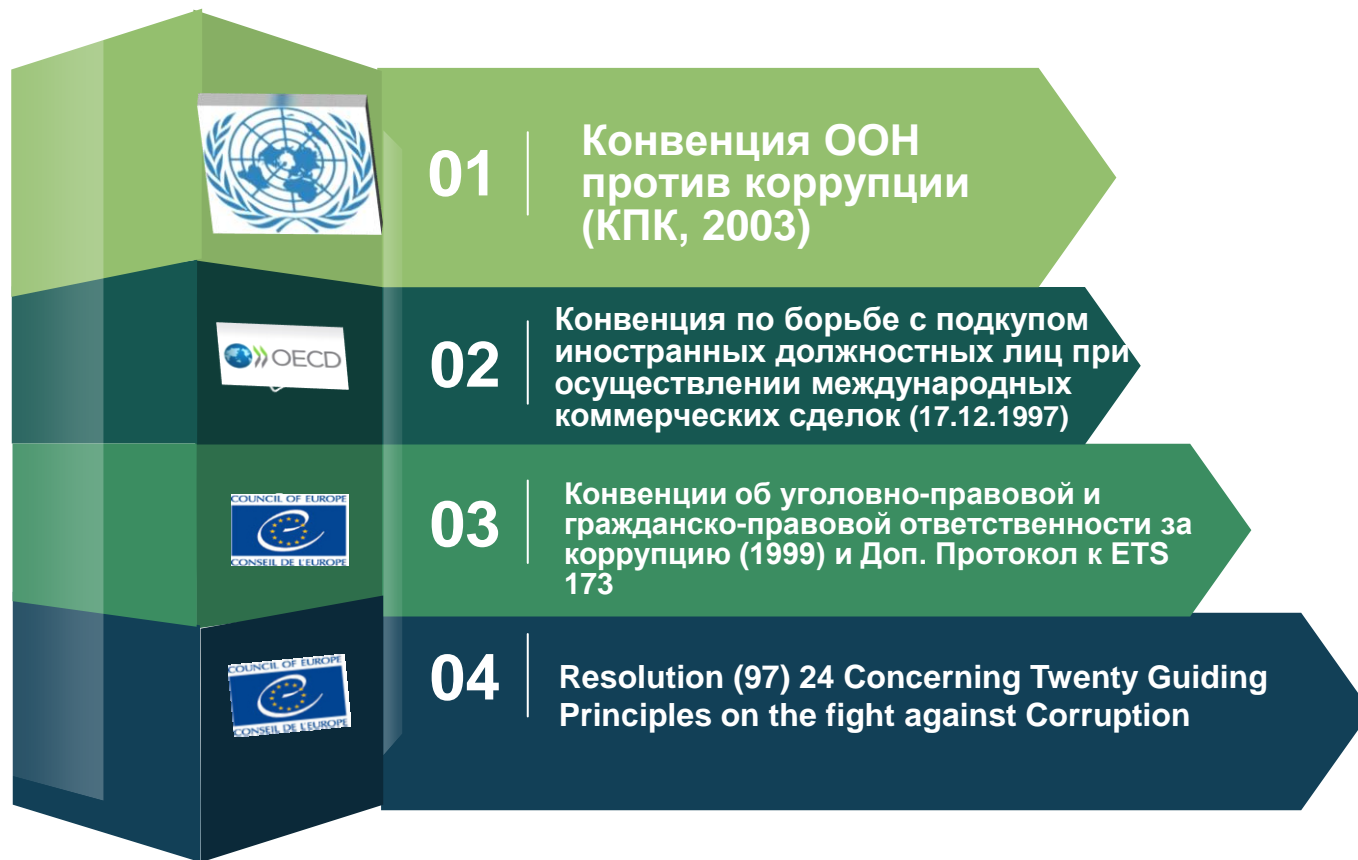 01
Конвенция ООН
против коррупции
(КПК, 2003)
OECD
02
Конвенция по борьбе с подкупом
иностранных должностных лиц при
осуществлении международных
коммерческих сделок (17.12.1997)
COUNCIL OF EUROPE
CONSEIL DE L'EUROPE
03
Конвенции об уголовно-правовой и
гражданско-правовой ответственности за
коррупцию (1999) и Доп. Протокол к ETS
173
COUNCIL OF EUROPE
CONSEIL DE L'EUROPE
04
Resolution (97) 24 Concerning Twenty Guiding
Principles on the fight against Corruption